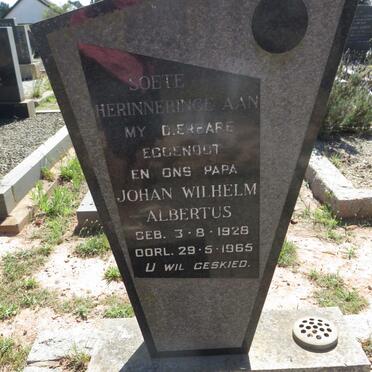 SOETE
HERINNERINGE AAN
MY DIERBARE
EGGENOOT
EN ONS PAPA
JOHAN WILHELM
ALBERTUS
GEB. 3-8-1928
OORL. 29-5-1965
U WIL GESKIED.